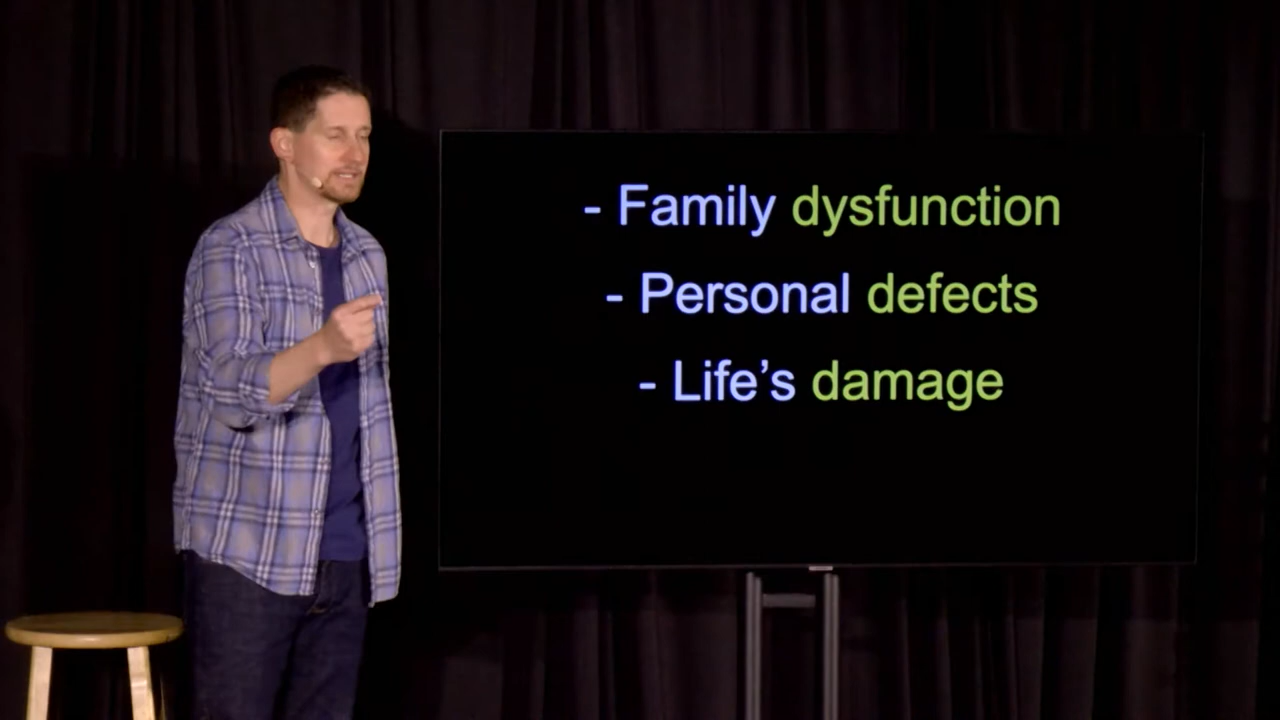 - Family dysfunction
- Personal defects
- Life’s damage